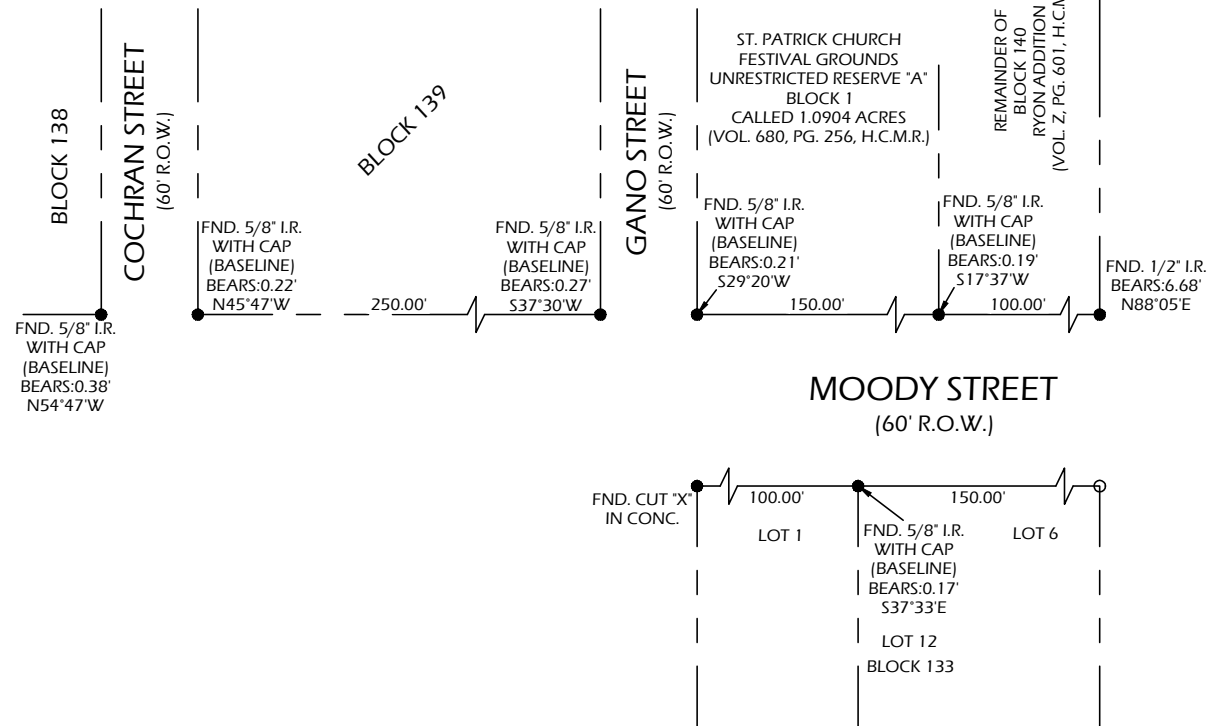 BLOCK 138
COCHRAN STREET
(60' R.O.W.)
BLOCK 139
GANO STREET
(60' R.O.W.)
ST. PATRICK CHURCH
FESTIVAL GROUNDS
UNRESTRICTED RESERVE "A"
BLOCK 1
CALLED 1.0904 ACRES
(VOL. 680, PG. 256, H.C.M.R.)
REMAINDER OF
BLOCK 140
RYON ADDITION
(VOL. Z, PG. 601, H.C.M
FND. 5/8" I.R.
WITH CAP
(BASELINE)
BEARS:0.38'
N54°47'W
FND. 5/8" I.R.
WITH CAP
(BASELINE)
BEARS:0.22'
N45°47'W
250.00'
FND. 5/8" I.R.
WITH CAP
(BASELINE)
BEARS:0.27'
S37°30'W
FND. 5/8" I.R.
WITH CAP
(BASELINE)
BEARS:0.21'
S29°20'W
150.00'
FND. 5/8" I.R.
WITH CAP
(BASELINE)
BEARS:0.19'
S17°37'W
100.00'
FND. 1/2" I.R.
BEARS:6.68'
N88°05'E
MOODY STREET
(60' R.O.W.)
FND. CUT "X"
IN CONC.
100.00'
150.00'
LOT 1
FND. 5/8" I.R.
WITH CAP
(BASELINE)
BEARS:0.17'
S37°33'E
LOT 6
LOT 12
BLOCK 133